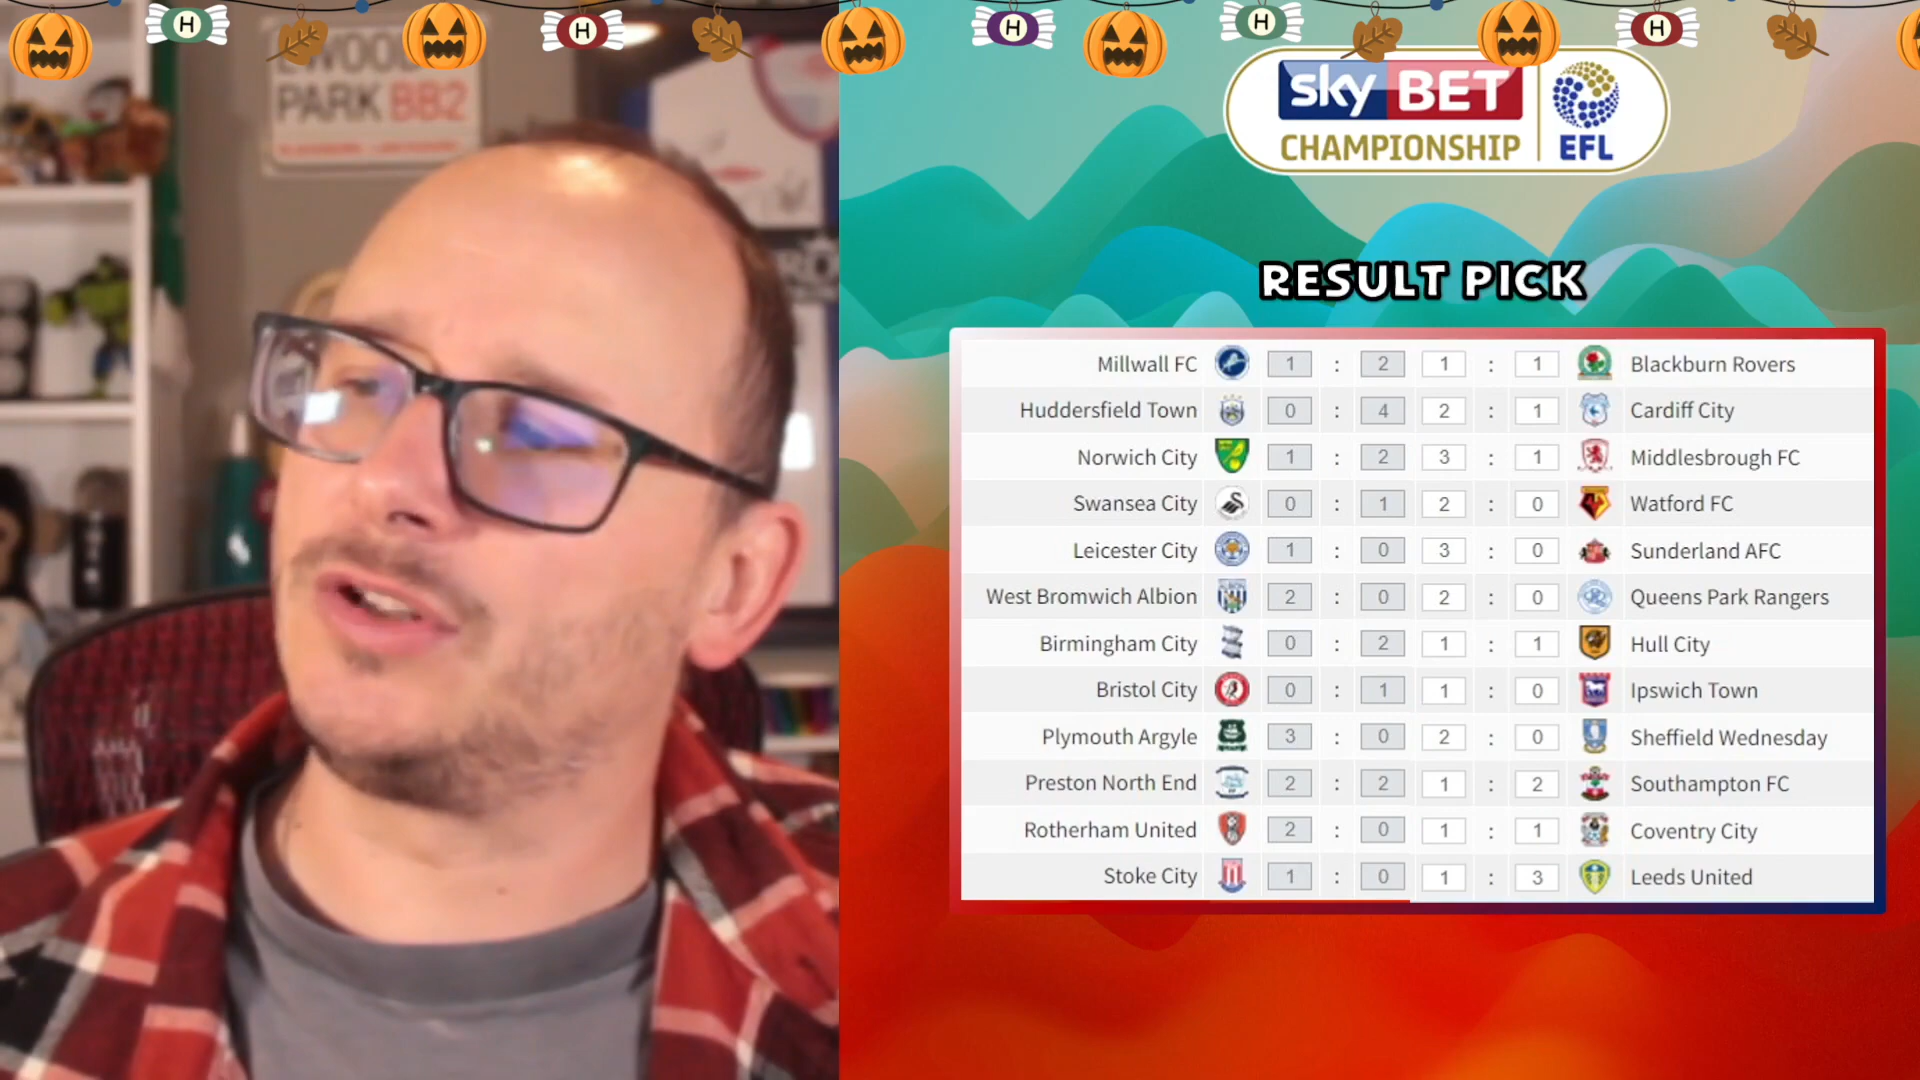 H
H
H
H
H
EWOOD
PARK BB2
sky BET
CHAMPIONSHIP
EFL
RESULT PICK
Millwall FC 1 : 2 1 : 1 Blackburn Rovers
Huddersfield Town 0 : 4 2 : 1 Cardiff City
Norwich City 1 : 2 3 : 1 Middlesbrough FC
Swansea City 0 : 1 2 : 0 Watford FC
Leicester City 1 : 0 3 : 0 Sunderland AFC
West Bromwich Albion 2 : 0 2 : 0 Queens Park Rangers
Birmingham City 0 : 2 1 : 1 Hull City
Bristol City 0 : 1 1 : 0 Ipswich Town
Plymouth Argyle 3 : 0 2 : 0 Sheffield Wednesday
Preston North End 2 : 2 1 : 2 Southampton FC
Rotherham United 2 : 0 1 : 1 Coventry City
Stoke City 1 : 0 1 : 3 Leeds United